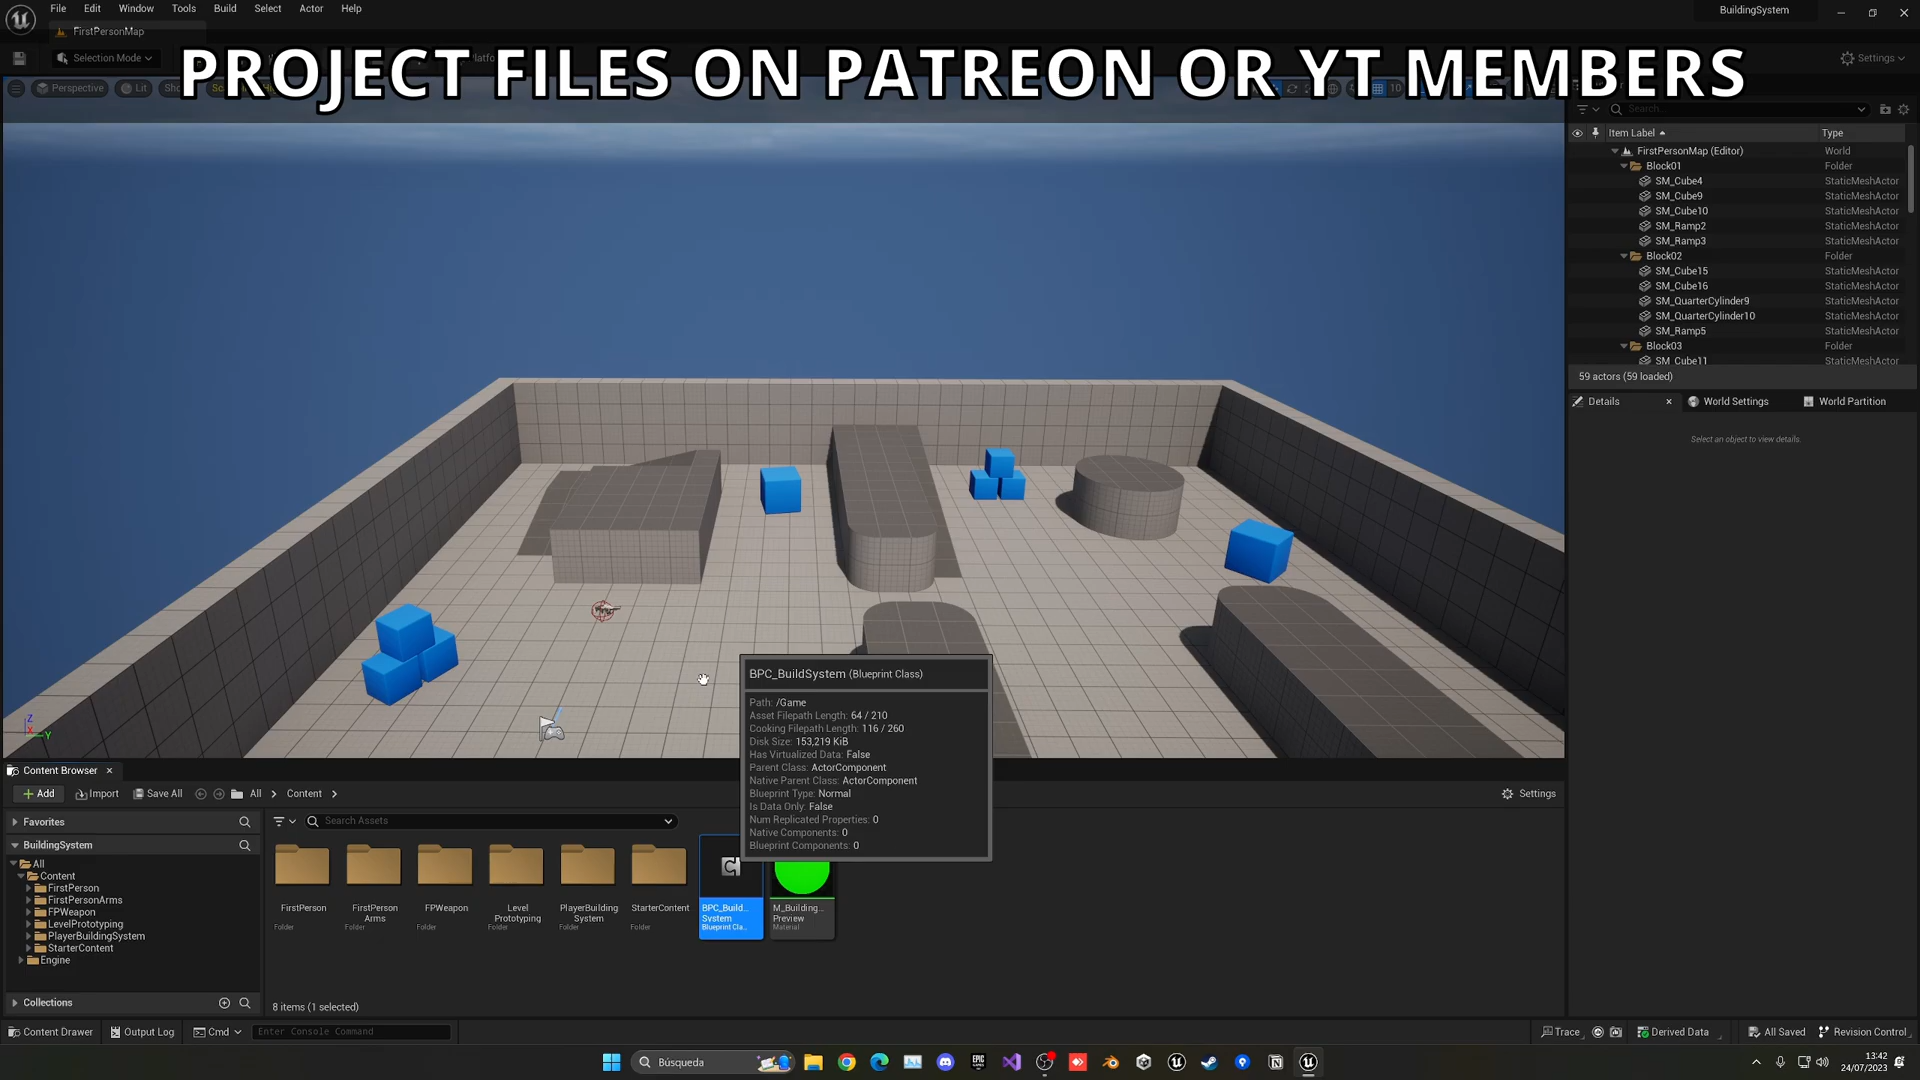 File Edit Window Tools Build Select Actor Help
BuildingSystem
FirstPersonMap
Selection Mode
Settings
PROJECT FILES ON PATREON OR YT MEMBERS
Perspective
Lit
10
Search...
Item Label
Type
FirstPersonMap (Editor) World
Block01 Folder
SM_Cube4 StaticMeshActor
SM_Cube9 StaticMeshActor
SM_Cube10 StaticMeshActor
SM_Ramp2 StaticMeshActor
SM_Ramp3 StaticMeshActor
Block02 Folder
SM_Cube15 StaticMeshActor
SM_Cube16 StaticMeshActor
SM_QuarterCylinder9 StaticMeshActor
SM_QuarterCylinder10 StaticMeshActor
SM_Ramp5 StaticMeshActor
Block03 Folder
SM_Cube11 StaticMeshActor
59 actors (59 loaded)
Details
World Settings
World Partition
Select an object to view details.
Z
X
Y
BPC_BuildSystem (Blueprint Class)
Path: /Game
Asset Filepath Length: 64 / 210
Cooking Filepath Length: 116 / 260
Disk Size: 153,219 KiB
Has Virtualized Data: False
Parent Class: ActorComponent
Native Parent Class: ActorComponent
Blueprint Type: Normal
Is Data Only: False
Num Replicated Properties: 0
Native Components: 0
Blueprint Components: 0
Content Browser
Add
Import
Save All
All
Content
Settings
Favorites
Search Assets
BuildingSystem
All
Content
FirstPerson
FirstPersonArms
FPWeapon
LevelPrototyping
PlayerBuildingSystem
StarterContent
Engine
Collections
FirstPerson
Folder
FirstPerson
Arms
Folder
FPWeapon
Folder
Level
Prototyping
Folder
PlayerBuilding
System
Folder
StarterContent
Folder
BPC_Build...
System
Blueprint Cla...
M_Building...
Preview
Material
8 items (1 selected)
Content Drawer
Output Log
Cmd
Enter Console Command
Trace
Derived Data
All Saved
Revision Control
Búsqueda
EPIC
13:42
24/07/2023